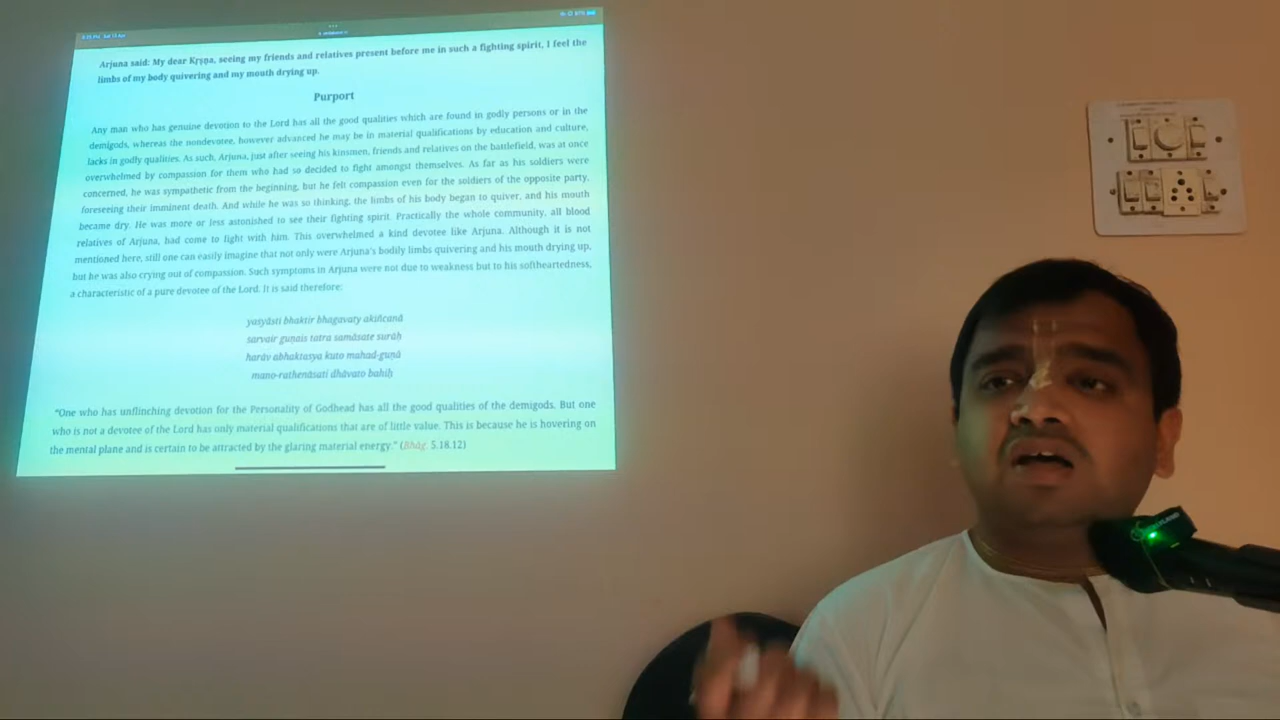 Arjuna said: My dear Kṛṣṇa, seeing my friends and relatives present before me in such a fighting spirit, I feel the
limbs of my body quivering and my mouth drying up.
Purport
Any man who has genuine devotion to the Lord has all the good qualities which are found in godly persons or in the
demigods, whereas the nondevotee, however advanced he may be in material qualifications by education and culture,
lacks in godly qualities. As such, Arjuna, just after seeing his kinsmen, friends and relatives on the battlefield, was at once
overwhelmed by compassion for them who had so decided to fight amongst themselves. As far as his soldiers were
concerned, he was sympathetic from the beginning, but he felt compassion even for the soldiers of the opposite party,
foreseeing their imminent death. And while he was so thinking, the limbs of his body began to quiver, and his mouth
became dry. He was more or less astonished to see their fighting spirit. Practically the whole community, all blood
relatives of Arjuna, had come to fight with him. This overwhelmed a kind devotee like Arjuna. Although it is not
mentioned here, still one can easily imagine that not only were Arjuna's bodily limbs quivering and his mouth drying up,
but he was also crying out of compassion. Such symptoms in Arjuna were not due to weakness but to his softheartedness,
a characteristic of a pure devotee of the Lord. It is said therefore:
yasyāsti bhaktir bhagavaty akiñcanā
sarvair guṇais tatra samāsate surāḥ
harāv abhaktasya kuto mahad-guṇā
mano-rathenāsati dhāvato bahiḥ
"One who has unflinching devotion for the Personality of Godhead has all the good qualities of the demigods. But one
who is not a devotee of the Lord has only material qualifications that are of little value. This is because he is hovering on
the mental plane and is certain to be attracted by the glaring material energy." (Bhāg. 5.18.12)